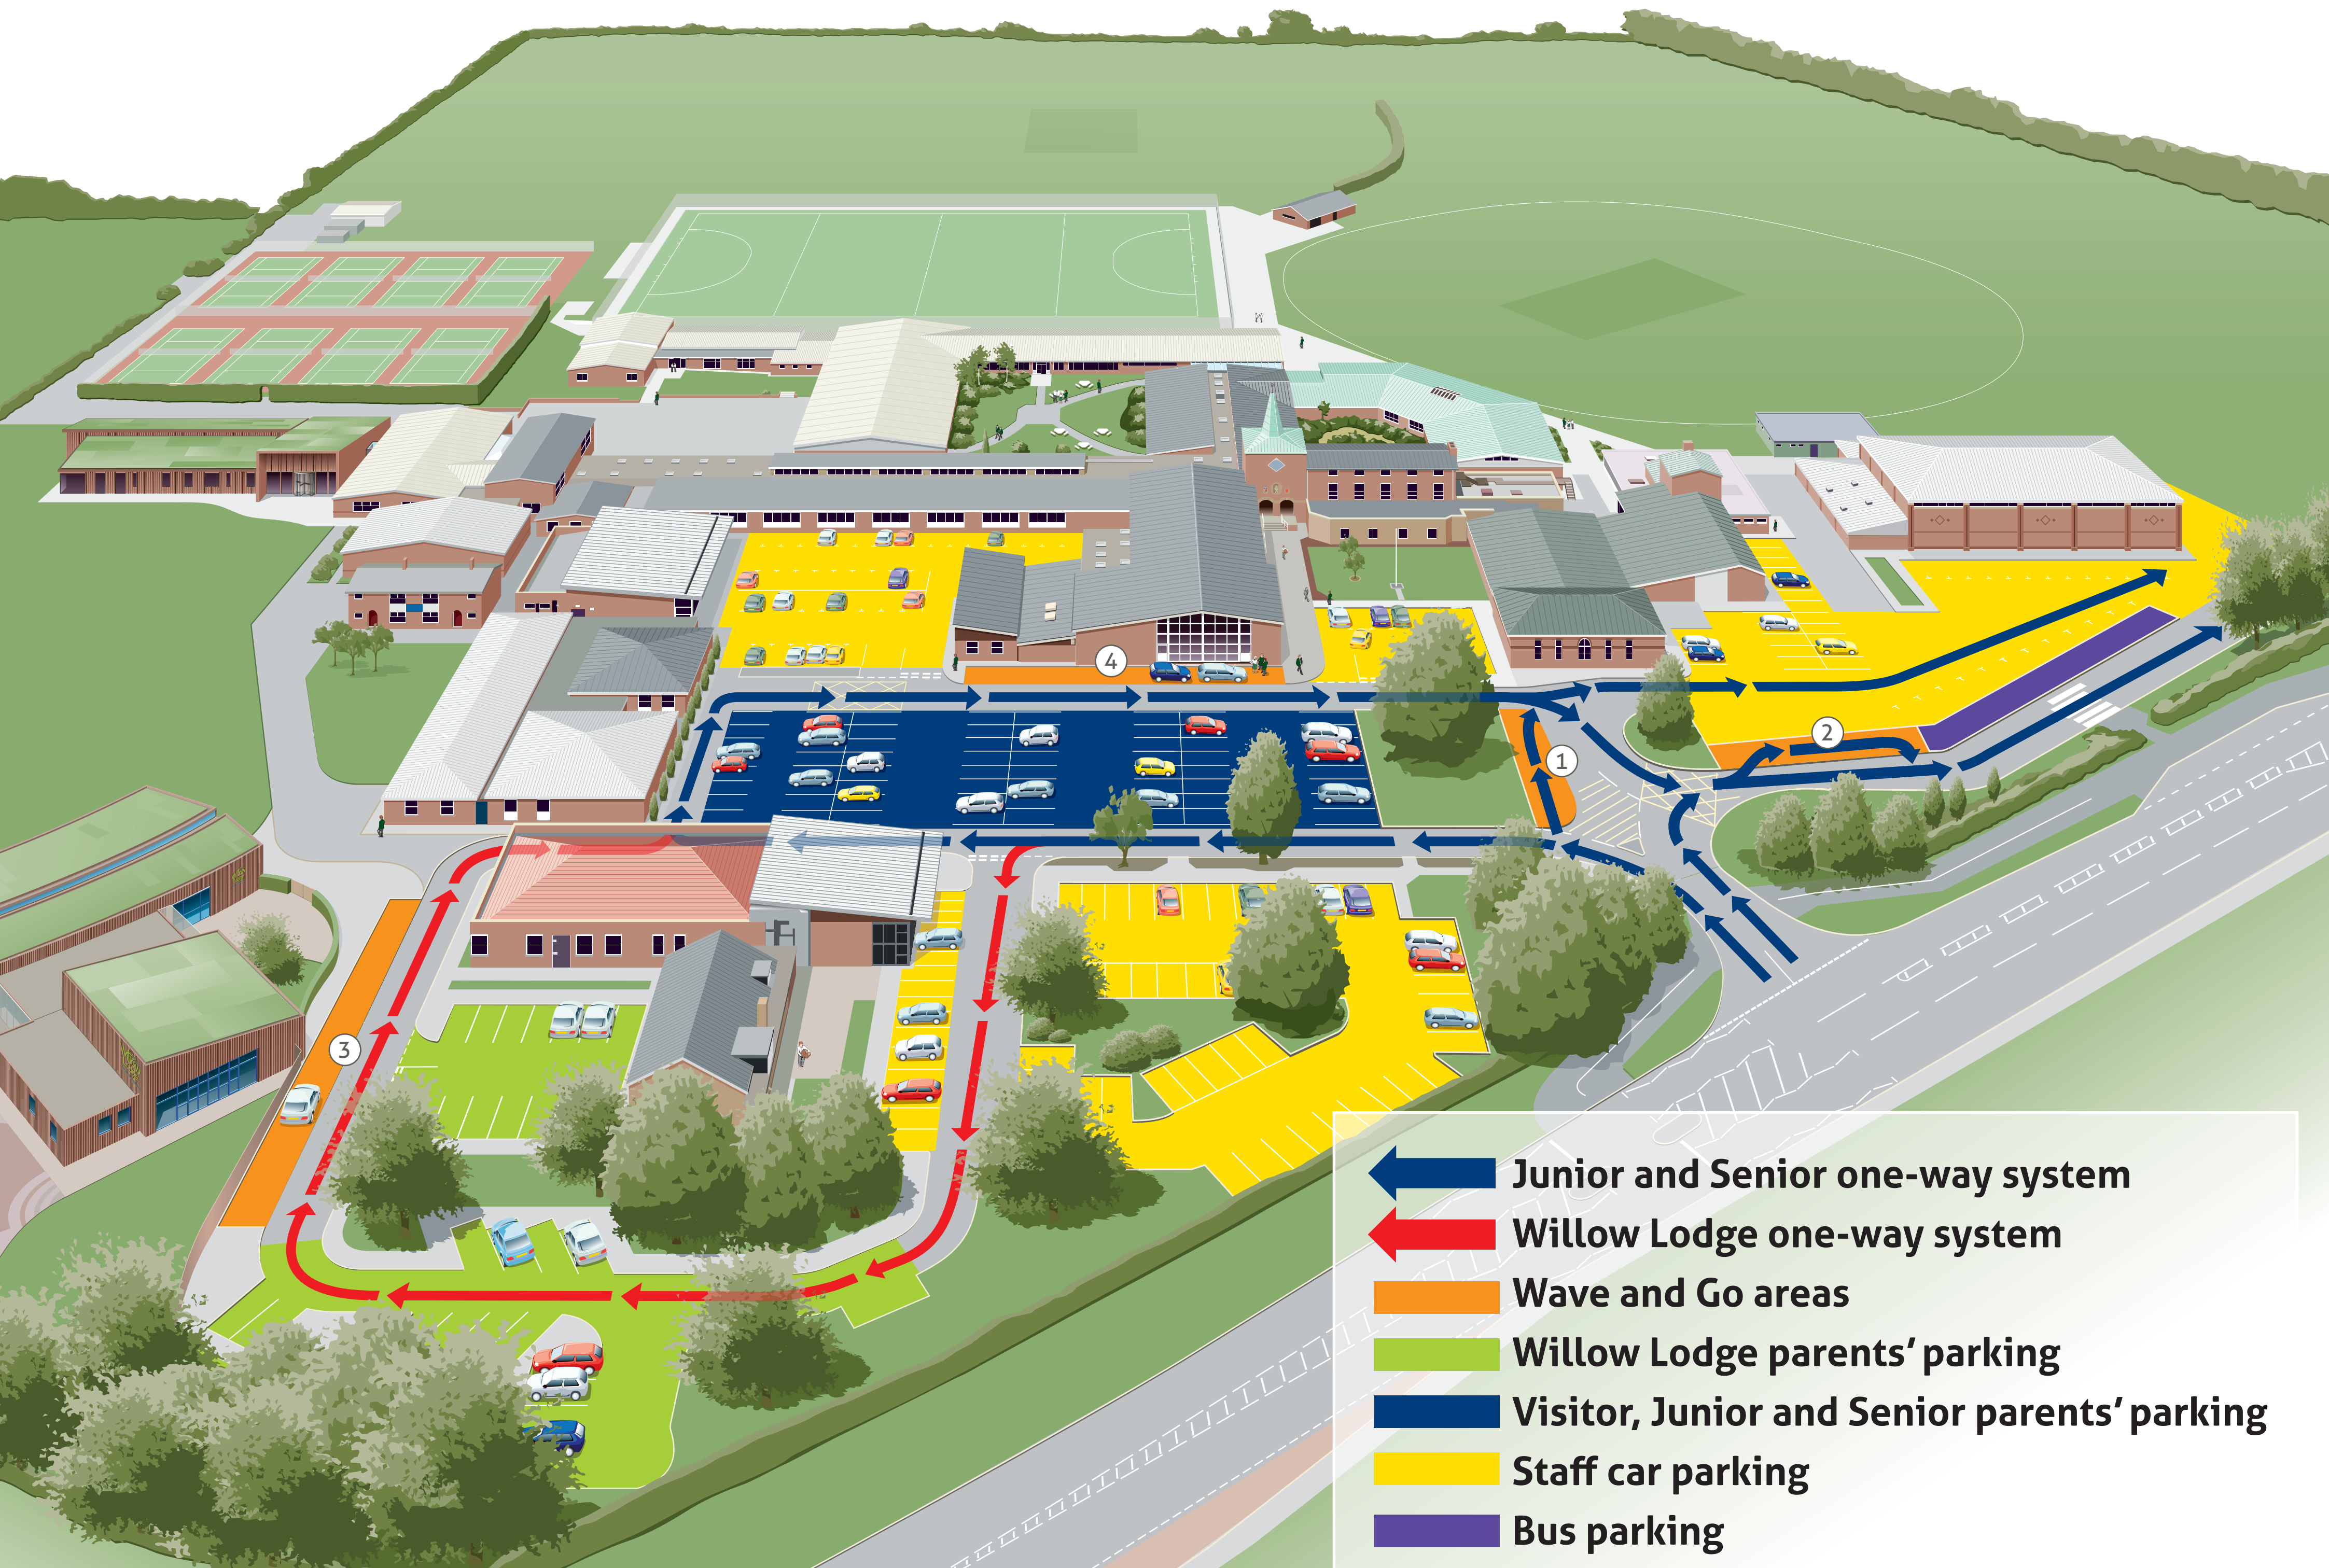 4
2
1
3
Junior and Senior one-way system
Willow Lodge one-way system
Wave and Go areas
Willow Lodge parents’ parking
Visitor, Junior and Senior parents’ parking
Staff car parking
Bus parking